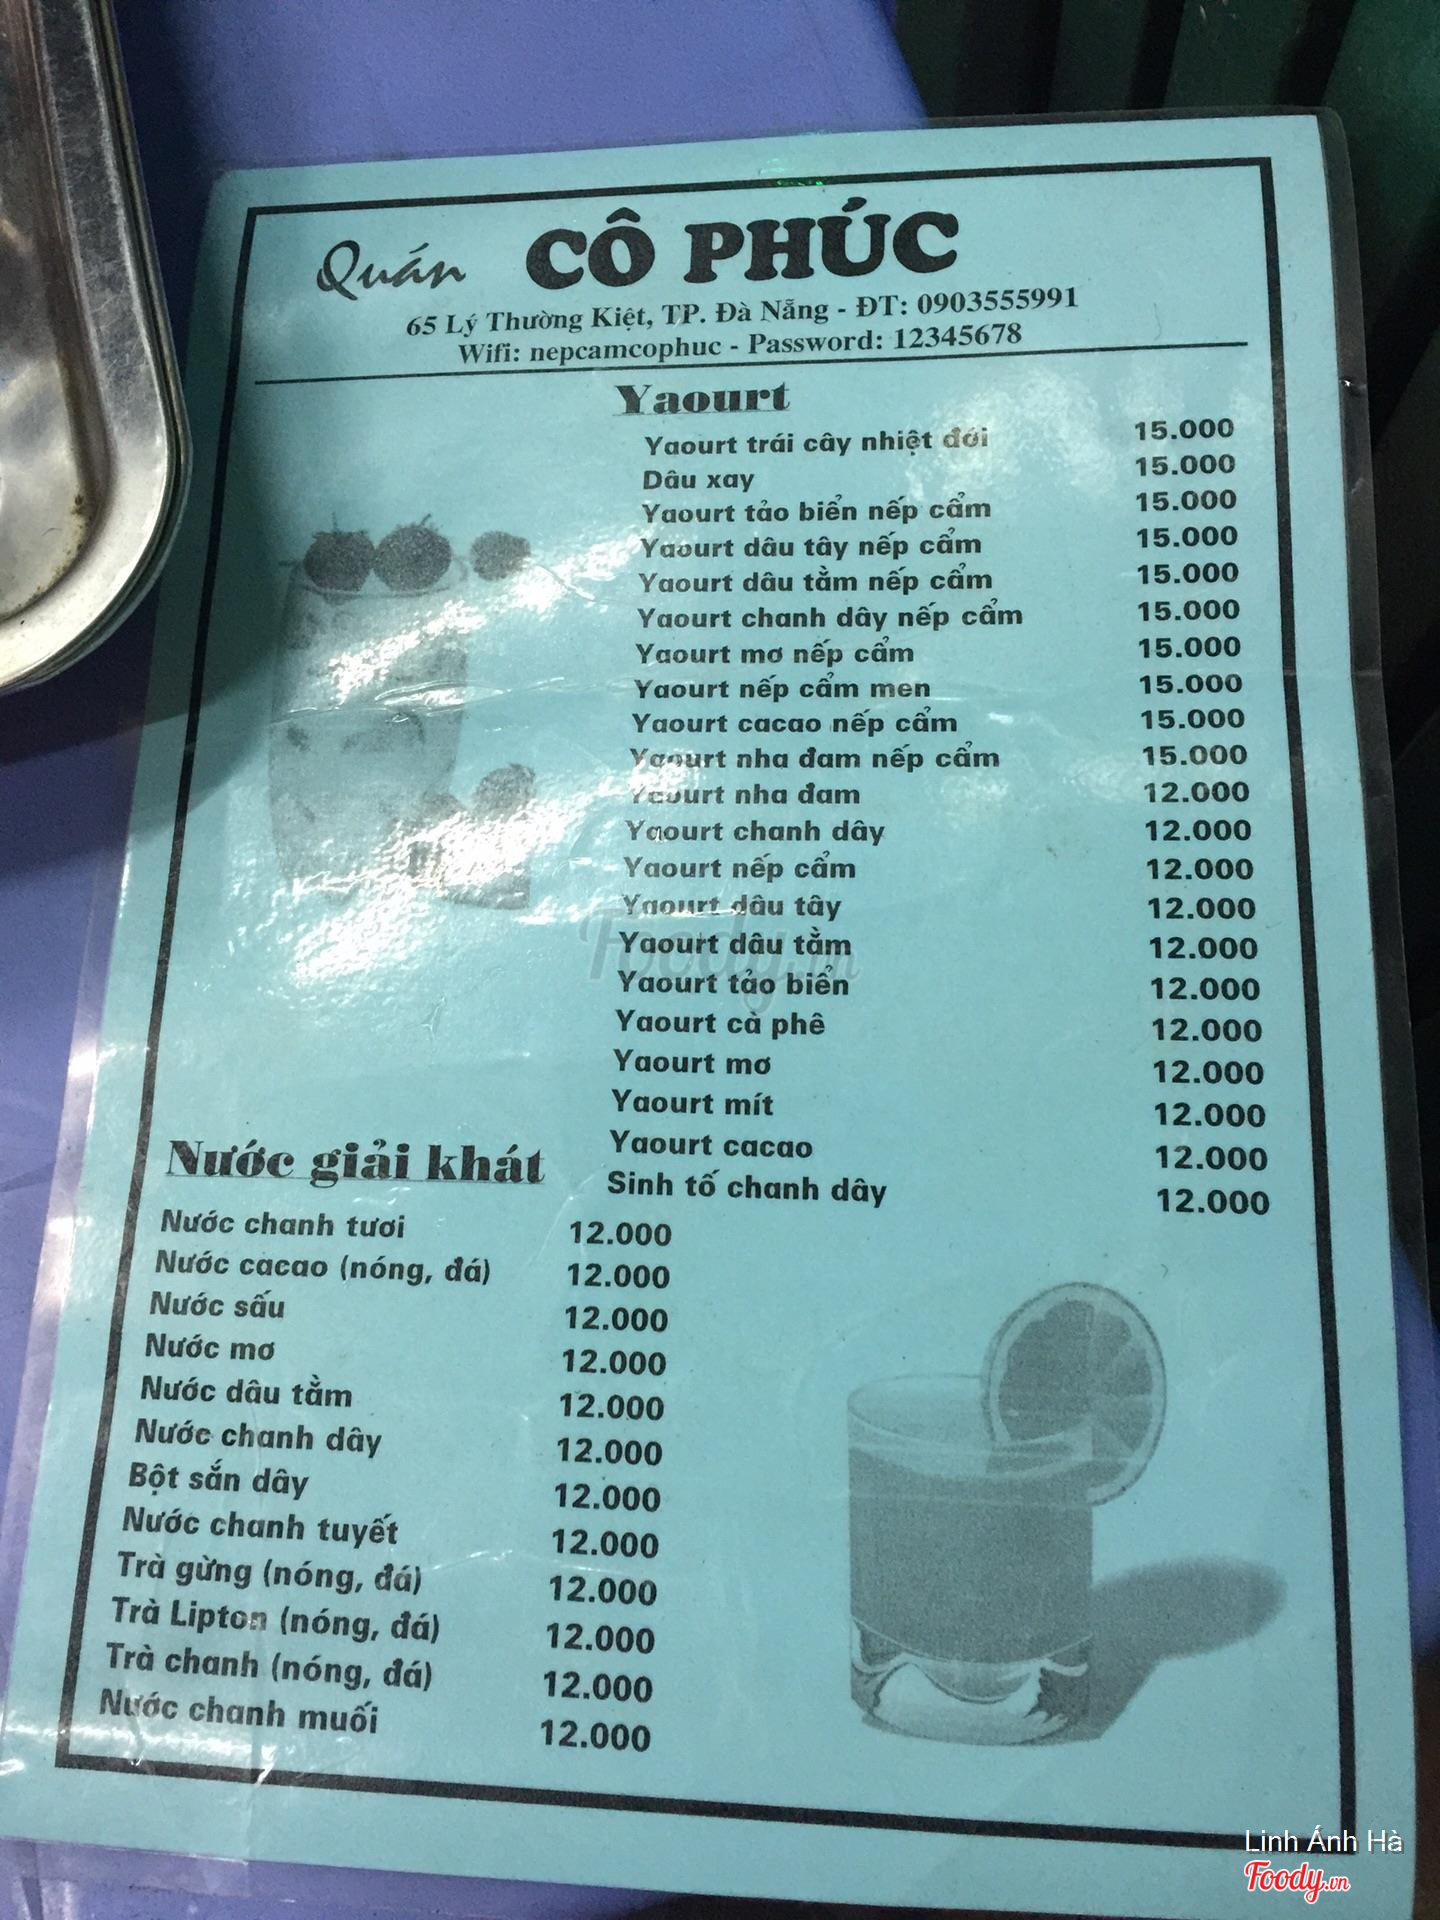 Quán CÔ PHÚC
65 Lý Thường Kiệt, TP. Đà Nẵng - ĐT: 0903555991
Wifi: nepcamcophuc - Password: 12345678
Yaourt
Yaourt trái cây nhiệt đới 15.000
Dâu xay 15.000
Yaourt tảo biển nếp cẩm 15.000
Yaourt dâu tây nếp cẩm 15.000
Yaourt dâu tằm nếp cẩm 15.000
Yaourt chanh dây nếp cẩm 15.000
Yaourt mơ nếp cẩm 15.000
Yaourt nếp cẩm men 15.000
Yaourt cacao nếp cẩm 15.000
Yaourt nha đam nếp cẩm 15.000
Yaourt nha đam 12.000
Yaourt chanh dây 12.000
Yaourt nếp cẩm 12.000
Yaourt dâu tây 12.000
Yaourt dâu tằm 12.000
Yaourt tảo biển 12.000
Yaourt cà phê 12.000
Yaourt mơ 12.000
Yaourt mít 12.000
Yaourt cacao 12.000
Sinh tố chanh dây 12.000
Nước giải khát
Nước chanh tươi 12.000
Nước cacao (nóng, đá) 12.000
Nước sấu 12.000
Nước mơ 12.000
Nước dâu tằm 12.000
Nước chanh dây 12.000
Bột sắn dây 12.000
Nước chanh tuyết 12.000
Trà gừng (nóng, đá) 12.000
Trà Lipton (nóng, đá) 12.000
Trà chanh (nóng, đá) 12.000
Nước chanh muối 12.000
Foody.vn
Linh Ánh Hà
Foody.vn